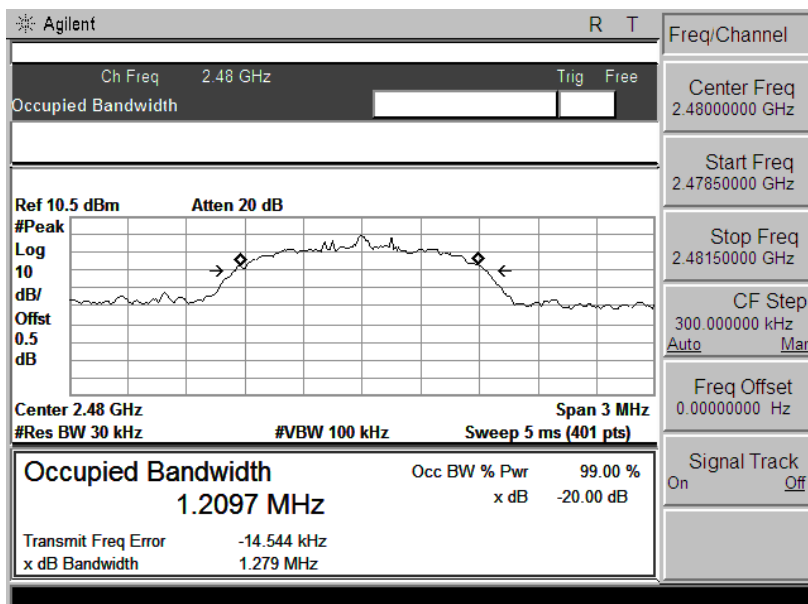 Agilent R T
Freq/Channel
Ch Freq 2.48 GHz Trig Free
Occupied Bandwidth
Center Freq
2.48000000 GHz
Start Freq
2.47850000 GHz
Stop Freq
2.48150000 GHz
CF Step
300.000000 kHz
Auto Man
Freq Offset
0.00000000 Hz
Signal Track
On Off
Ref 10.5 dBm Atten 20 dB
#Peak
Log
10
dB/
Offst
0.5
dB
Center 2.48 GHz Span 3 MHz
#Res BW 30 kHz #VBW 100 kHz Sweep 5 ms (401 pts)
Occupied Bandwidth Occ BW % Pwr 99.00 %
1.2097 MHz x dB -20.00 dB
Transmit Freq Error -14.544 kHz
x dB Bandwidth 1.279 MHz